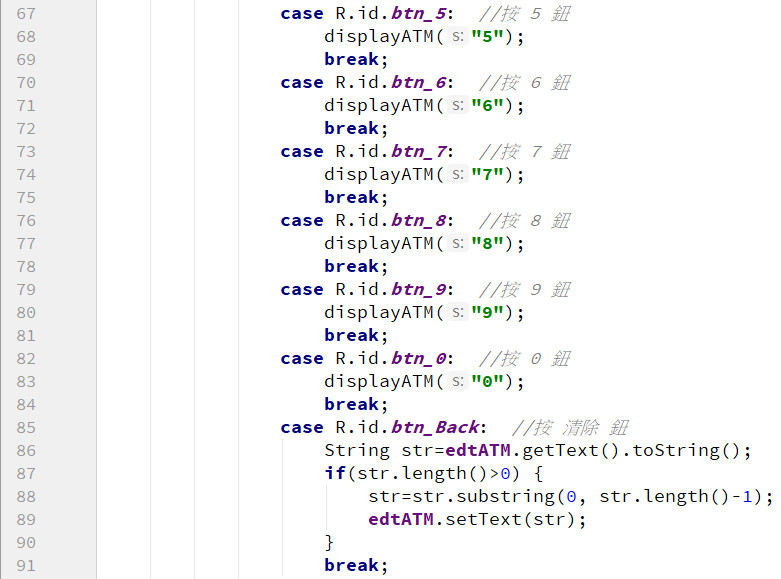 67 case R.id.btn_5: //按 5 鈕
68 displayATM( s: "5");
69 break;
70 case R.id.btn_6: //按 6 鈕
71 displayATM( s: "6");
72 break;
73 case R.id.btn_7: //按 7 鈕
74 displayATM( s: "7");
75 break;
76 case R.id.btn_8: //按 8 鈕
77 displayATM( s: "8");
78 break;
79 case R.id.btn_9: //按 9 鈕
80 displayATM( s: "9");
81 break;
82 case R.id.btn_0: //按 0 鈕
83 displayATM( s: "0");
84 break;
85 case R.id.btn_Back: //按 清除 鈕
86 String str=edtATM.getText().toString();
87 if(str.length()>0) {
88 str=str.substring(0, str.length()-1);
89 edtATM.setText(str);
90 }
91 break;